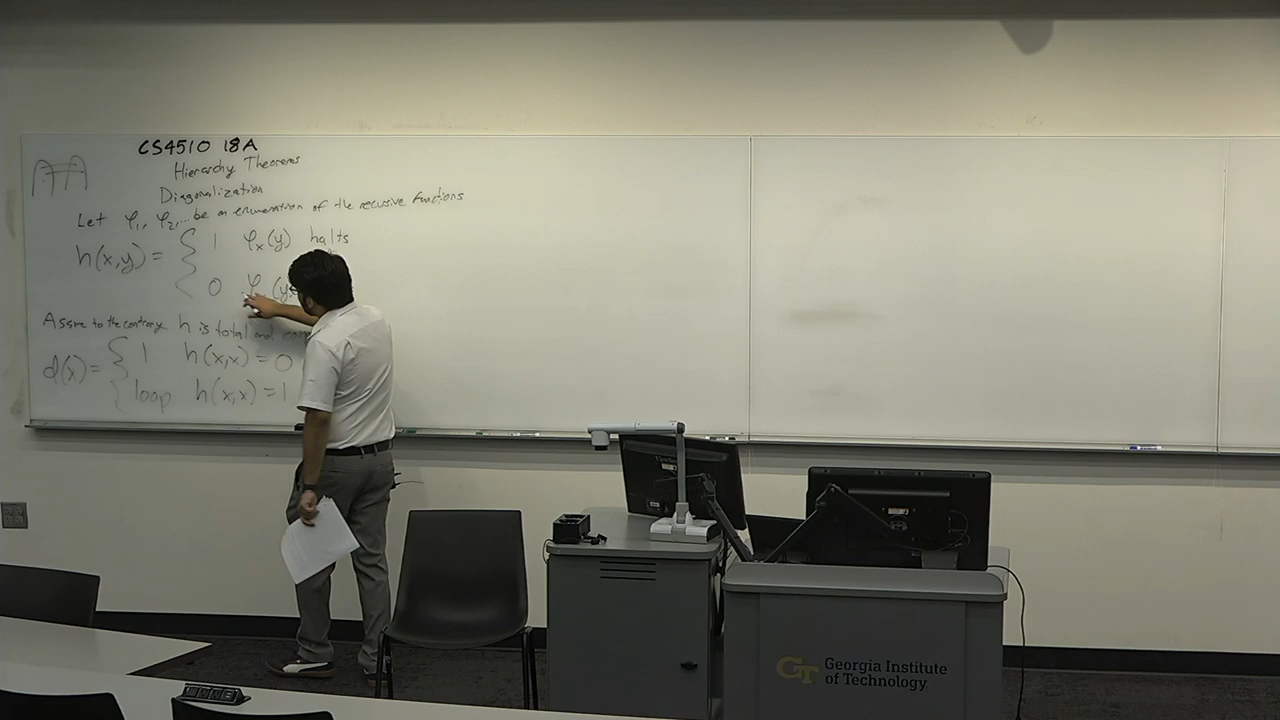 CS4510 18A
Hierarchy Theorems
Diagonalization
Let φ₁, φ₂,... be an enumeration of the recursive functions
h(x,y) = { 1 φₓ(y) halts
0 φ (y
Assume to the contrary h is total and
d(x) = { 1 h(x,x) = 0
loop h(x,x) = 1
GT Georgia Institute
of Technology